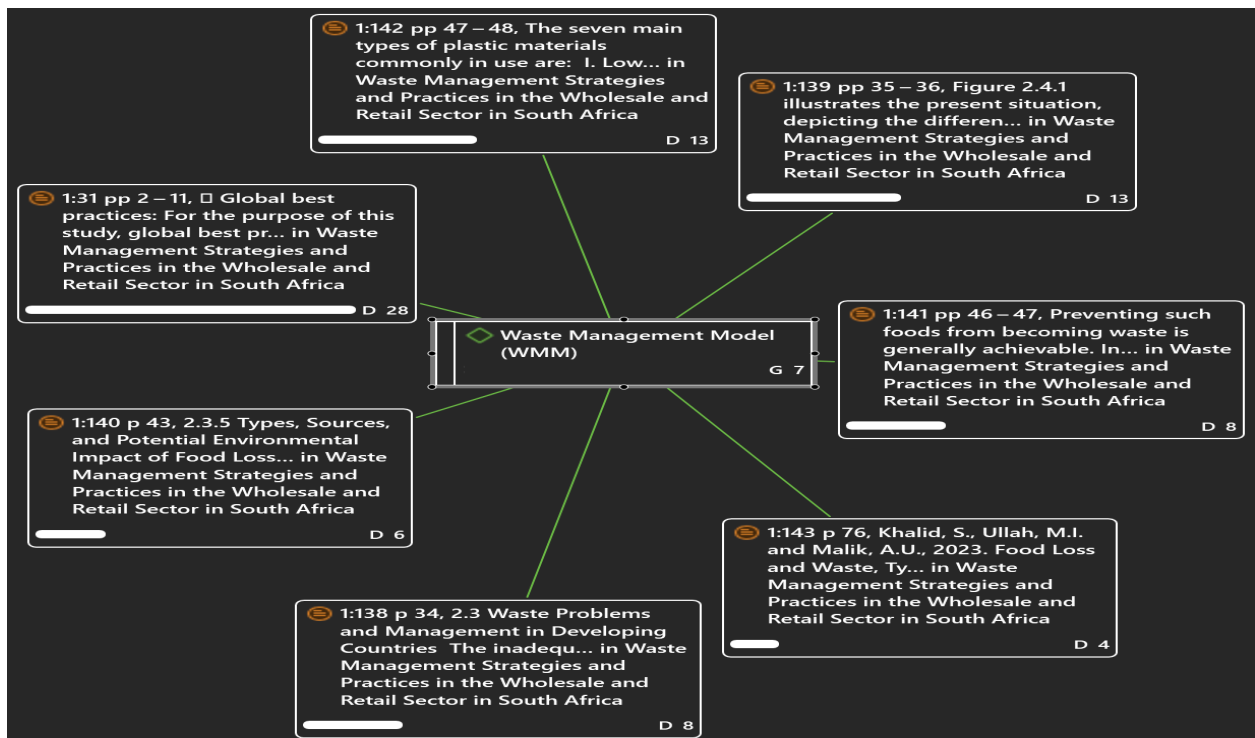 1:142 pp 47 – 48, The seven main
types of plastic materials
commonly in use are:  I. Low... in
Waste Management Strategies
and Practices in the Wholesale and
Retail Sector in South Africa
D 13
1:139 pp 35 – 36, Figure 2.4.1
illustrates the present situation,
depicting the differen... in Waste
Management Strategies and
Practices in the Wholesale and
Retail Sector in South Africa
D 13
1:31 pp 2 – 11, ▯ Global best
practices: For the purpose of this
study, global best pr... in Waste
Management Strategies and
Practices in the Wholesale and
Retail Sector in South Africa
D 28
Waste Management Model
(WMM)
G 7
1:141 pp 46 – 47, Preventing such
foods from becoming waste is
generally achievable. In... in Waste
Management Strategies and
Practices in the Wholesale and
Retail Sector in South Africa
D 8
1:140 p 43, 2.3.5 Types, Sources,
and Potential Environmental
Impact of Food Loss... in Waste
Management Strategies and
Practices in the Wholesale and
Retail Sector in South Africa
D 6
1:143 p 76, Khalid, S., Ullah, M.I.
and Malik, A.U., 2023. Food Loss
and Waste, Ty... in Waste
Management Strategies and
Practices in the Wholesale and
Retail Sector in South Africa
D 4
1:138 p 34, 2.3 Waste Problems
and Management in Developing
Countries  The inadequ... in Waste
Management Strategies and
Practices in the Wholesale and
Retail Sector in South Africa
D 8